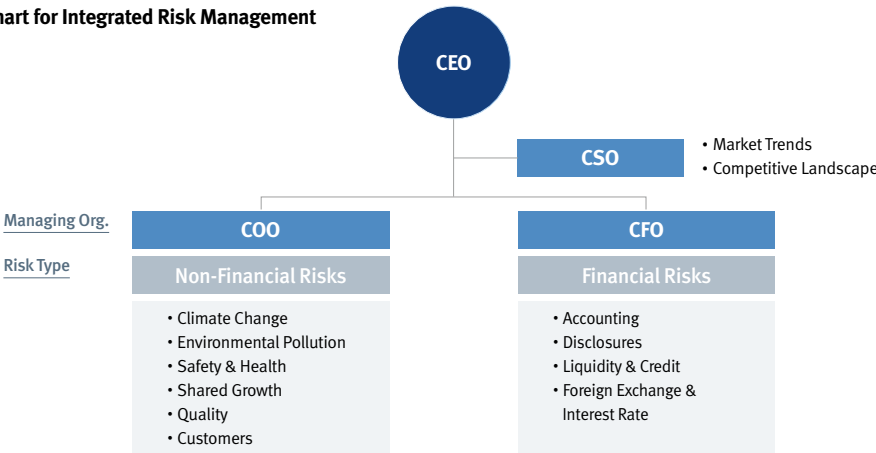 hart for Integrated Risk Management
CEO
CSO
• Market Trends
• Competitive Landscape
Managing Org.
COO
CFO
Risk Type
Non-Financial Risks
Financial Risks
• Climate Change
• Environmental Pollution
• Safety & Health
• Shared Growth
• Quality
• Customers
• Accounting
• Disclosures
• Liquidity & Credit
• Foreign Exchange &
Interest Rate